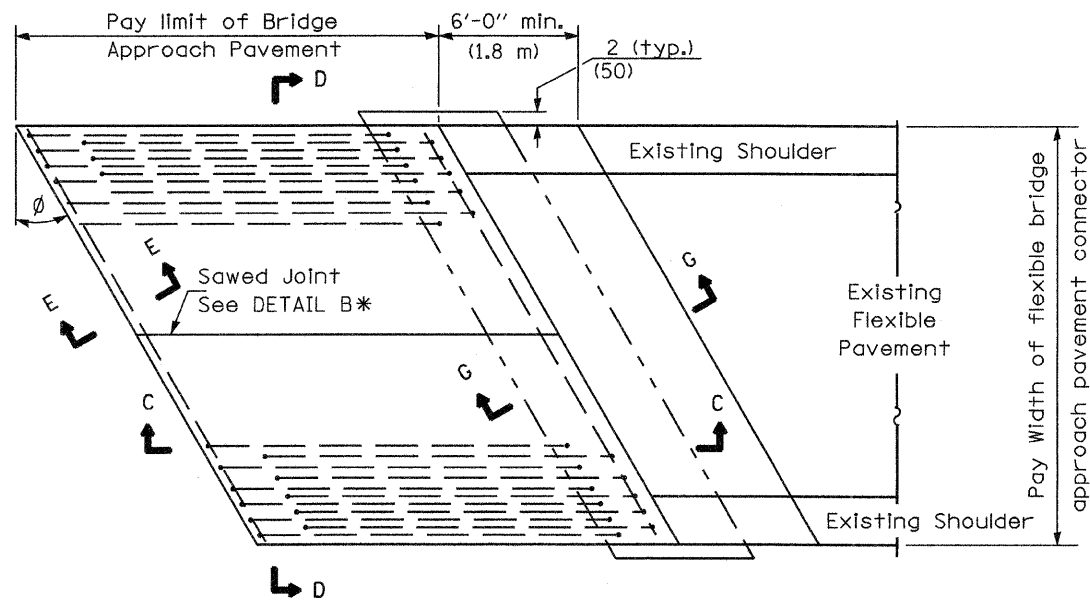 Pay limit of Bridge
Approach Pavement
6'-0" min.
(1.8 m)
2 (typ.)
(50)
D
Existing Shoulder
Ø
E
E
Sawed Joint
See DETAIL B*
G
Existing
Flexible
Pavement
G
C
C
Existing Shoulder
D
Pay Width of flexible bridge
approach pavement connector